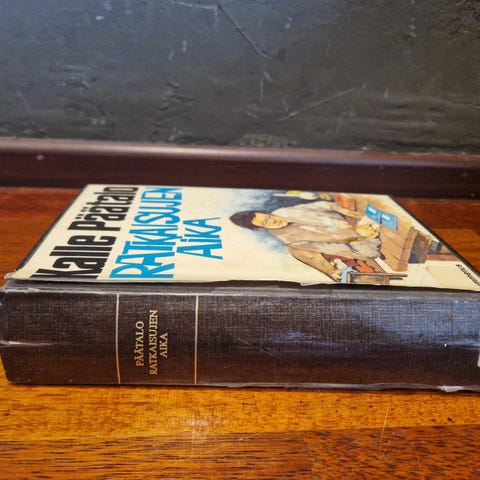 Kalle Päätalo
RATKAISUJEN
AIKA
PÄÄTALO
RATKAISUJEN
AIKA